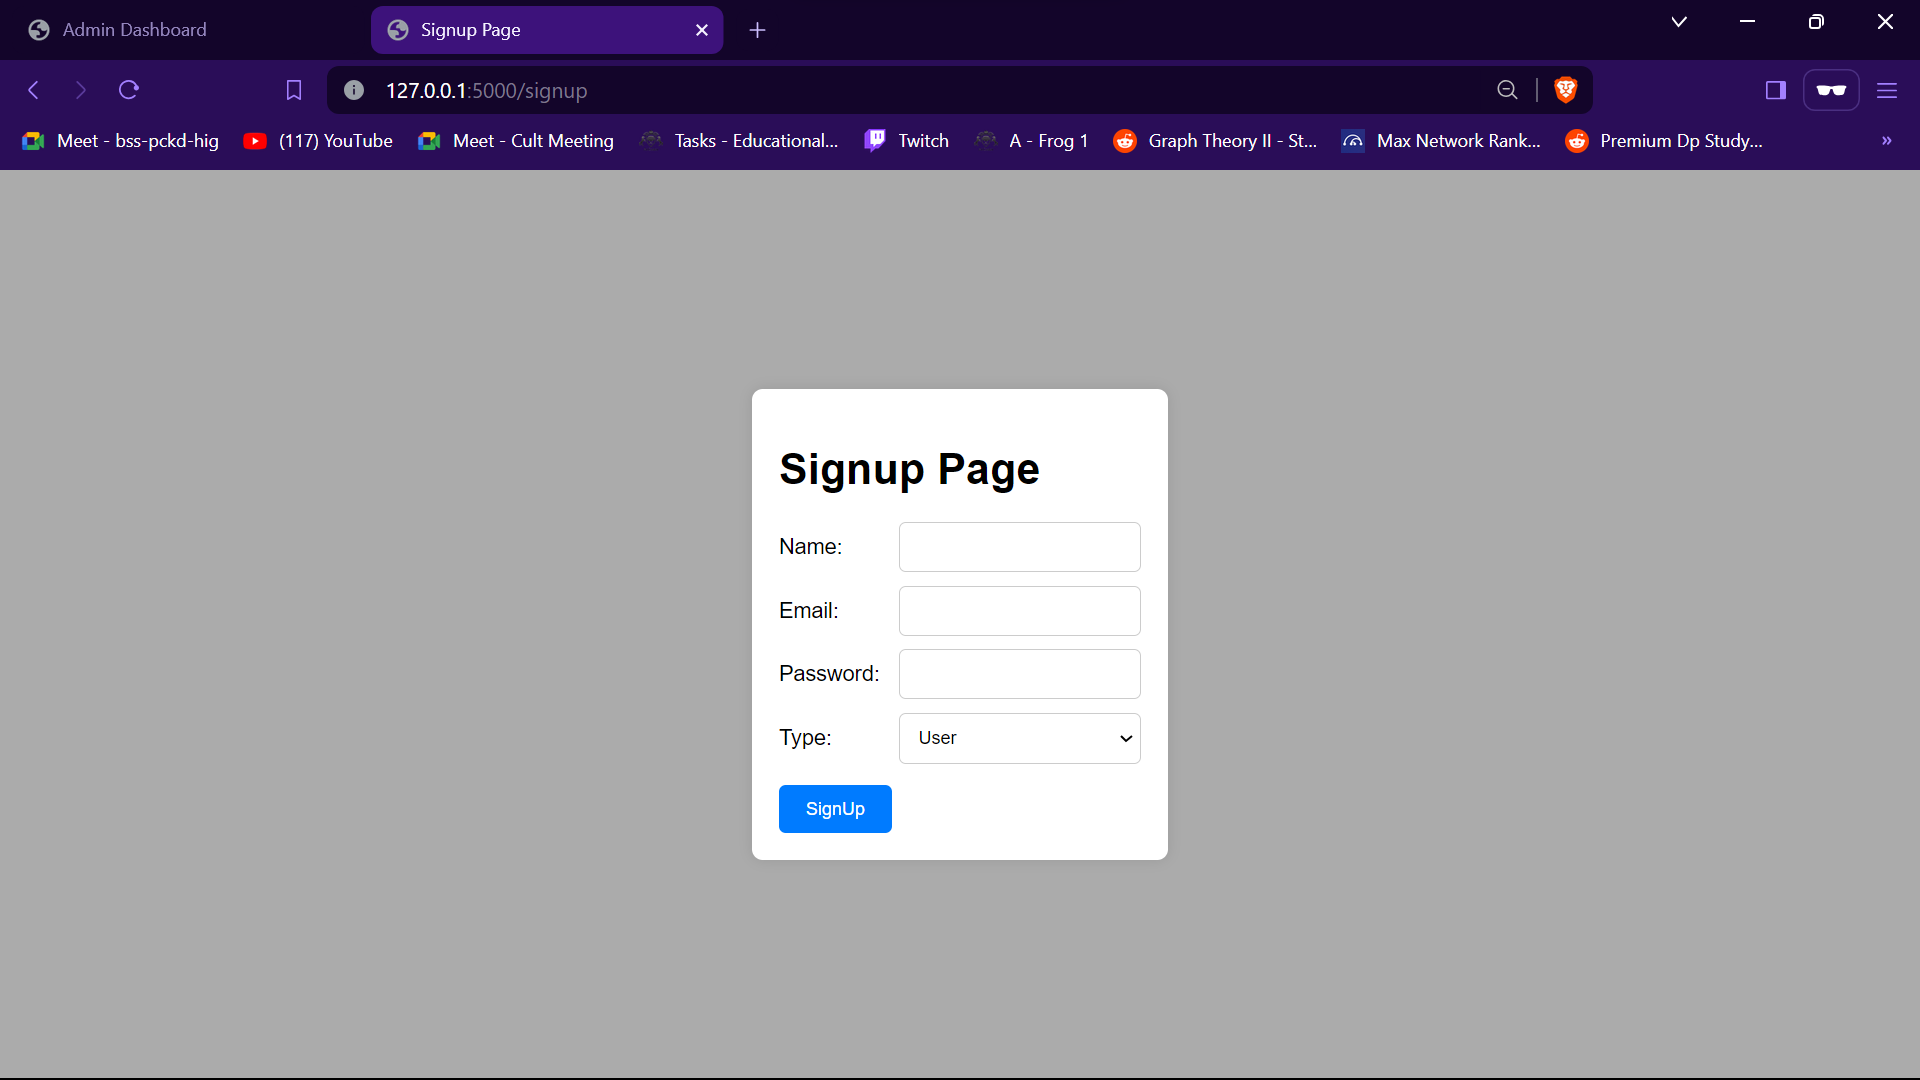 Admin Dashboard
Signup Page
127.0.0.1:5000/signup
Meet - bss-pckd-hig
(117) YouTube
Meet - Cult Meeting
Tasks - Educational...
Twitch
A - Frog 1
Graph Theory II - St...
Max Network Rank...
Premium Dp Study...
»
Signup Page
Name:
Email:
Password:
Type:
User
SignUp